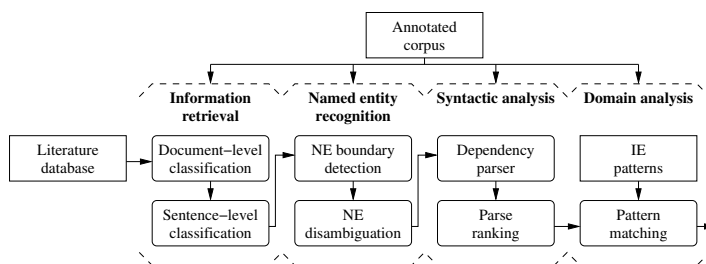 Annotated
corpus
Information
retrieval
Named entity
recognition
Syntactic analysis
Domain analysis
Literature
database
Document−level
classification
NE boundary
detection
Dependency
parser
IE
patterns
Sentence−level
classification
NE
disambiguation
Parse
ranking
Pattern
matching